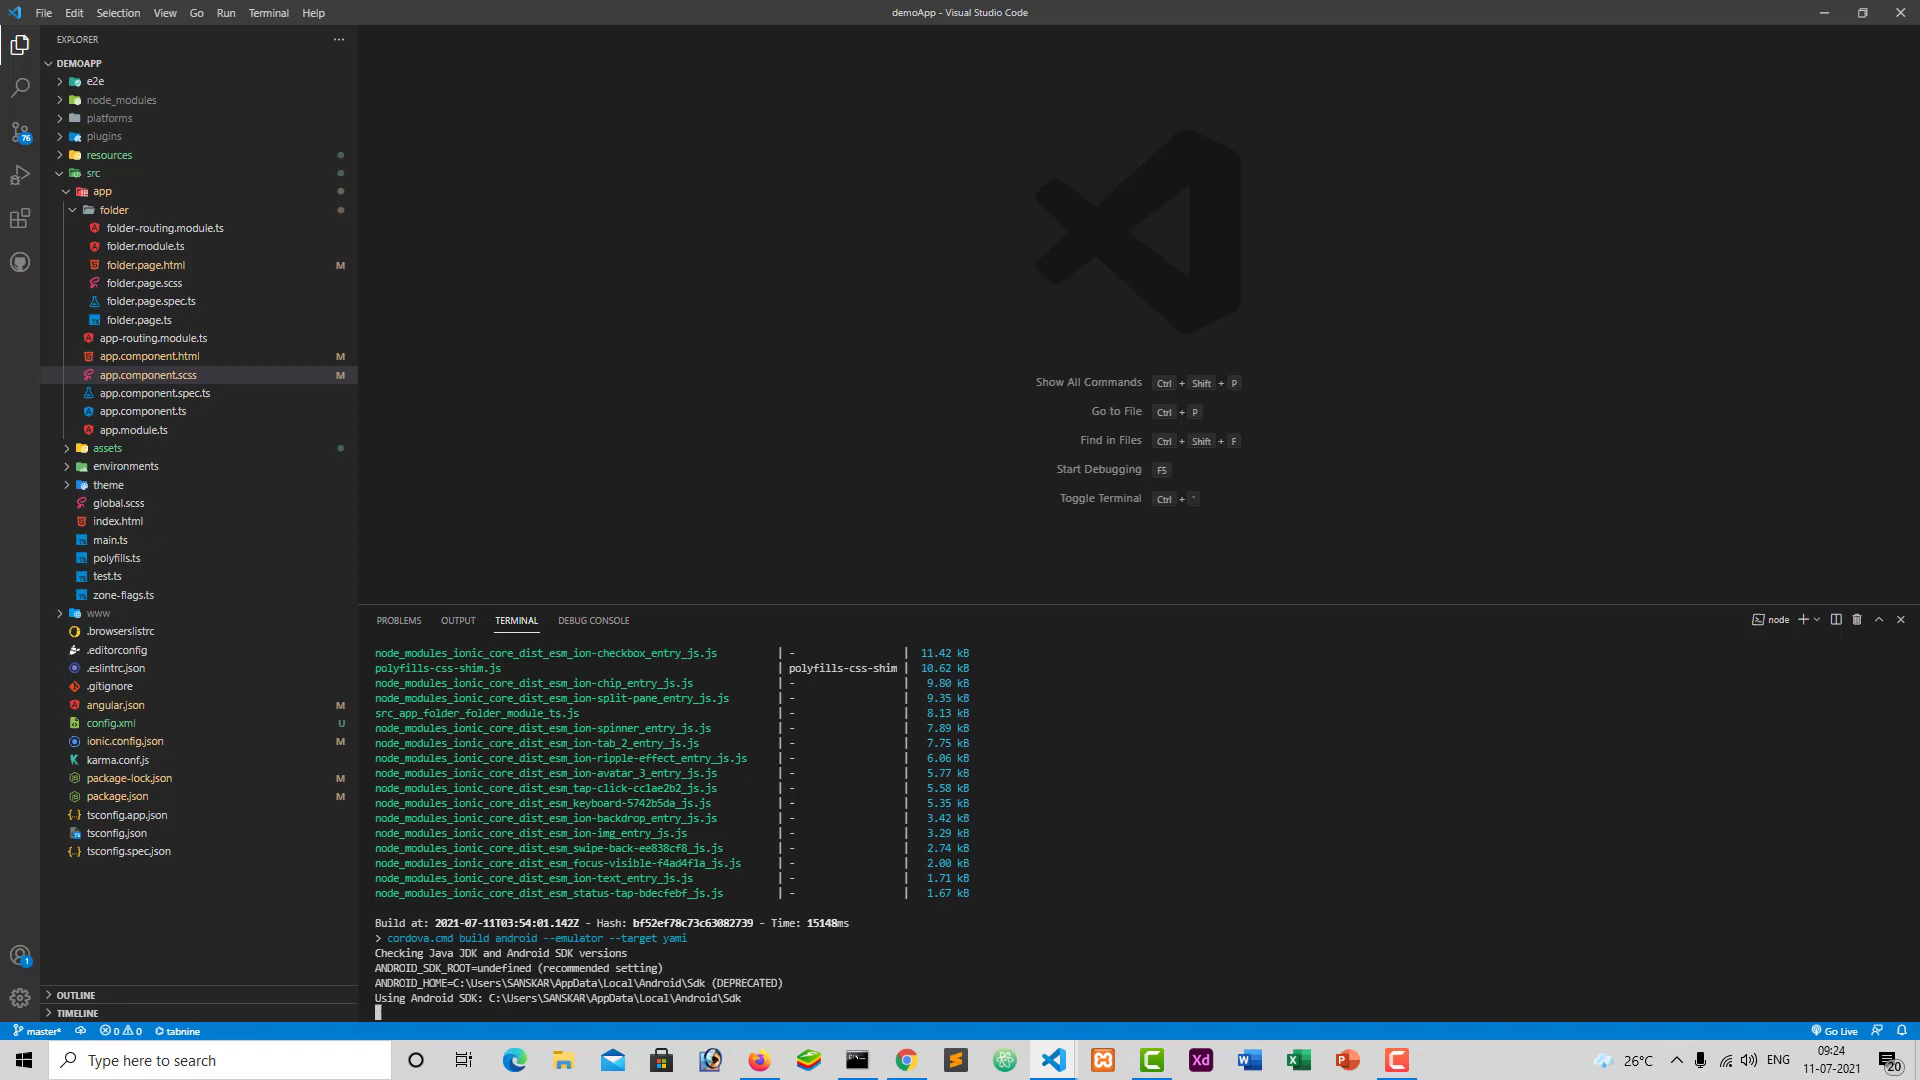 File Edit Selection View Go Run Terminal Help
demoApp - Visual Studio Code
EXPLORER
DEMOAPP
e2e
node_modules
platforms
plugins
resources
src
app
folder
folder-routing.module.ts
folder.module.ts
folder.page.html M
folder.page.scss
folder.page.spec.ts
folder.page.ts
app-routing.module.ts
app.component.html M
app.component.scss M
app.component.spec.ts
app.component.ts
app.module.ts
assets
environments
theme
global.scss
index.html
main.ts
polyfills.ts
test.ts
zone-flags.ts
www
.browserslistrc
.editorconfig
.eslintrc.json
.gitignore
angular.json M
config.xml U
ionic.config.json M
karma.conf.js
package-lock.json M
package.json M
tsconfig.app.json
tsconfig.json
tsconfig.spec.json
OUTLINE
TIMELINE
76
1
Show All Commands Ctrl + Shift + P
Go to File Ctrl + P
Find in Files Ctrl + Shift + F
Start Debugging F5
Toggle Terminal Ctrl + `
PROBLEMS OUTPUT TERMINAL DEBUG CONSOLE
node
node_modules_ionic_core_dist_esm_ion-checkbox_entry_js.js | - | 11.42 kB
polyfills-css-shim.js | polyfills-css-shim | 10.62 kB
node_modules_ionic_core_dist_esm_ion-chip_entry_js.js | - | 9.80 kB
node_modules_ionic_core_dist_esm_ion-split-pane_entry_js.js | - | 9.35 kB
src_app_folder_folder_module_ts.js | - | 8.13 kB
node_modules_ionic_core_dist_esm_ion-spinner_entry_js.js | - | 7.89 kB
node_modules_ionic_core_dist_esm_ion-tab_2_entry_js.js | - | 7.75 kB
node_modules_ionic_core_dist_esm_ion-ripple-effect_entry_js.js | - | 6.06 kB
node_modules_ionic_core_dist_esm_ion-avatar_3_entry_js.js | - | 5.77 kB
node_modules_ionic_core_dist_esm_tap-click-cc1ae2b2_js.js | - | 5.58 kB
node_modules_ionic_core_dist_esm_keyboard-5742b5da_js.js | - | 5.35 kB
node_modules_ionic_core_dist_esm_ion-backdrop_entry_js.js | - | 3.42 kB
node_modules_ionic_core_dist_esm_ion-img_entry_js.js | - | 3.29 kB
node_modules_ionic_core_dist_esm_swipe-back-ee838cf8_js.js | - | 2.74 kB
node_modules_ionic_core_dist_esm_focus-visible-f4ad4f1a_js.js | - | 2.00 kB
node_modules_ionic_core_dist_esm_ion-text_entry_js.js | - | 1.71 kB
node_modules_ionic_core_dist_esm_status-tap-bdecfebf_js.js | - | 1.67 kB
Build at: 2021-07-11T03:54:01.142Z - Hash: bf52ef78c73c63082739 - Time: 15148ms
> cordova.cmd build android --emulator --target yami
Checking Java JDK and Android SDK versions
ANDROID_SDK_ROOT=undefined (recommended setting)
ANDROID_HOME=C:\Users\SANSKAR\AppData\Local\Android\Sdk (DEPRECATED)
Using Android SDK: C:\Users\SANSKAR\AppData\Local\Android\Sdk
master* 0 0 tabnine
Go Live
Type here to search
Xd
26°C ENG
09:24
11-07-2021
20